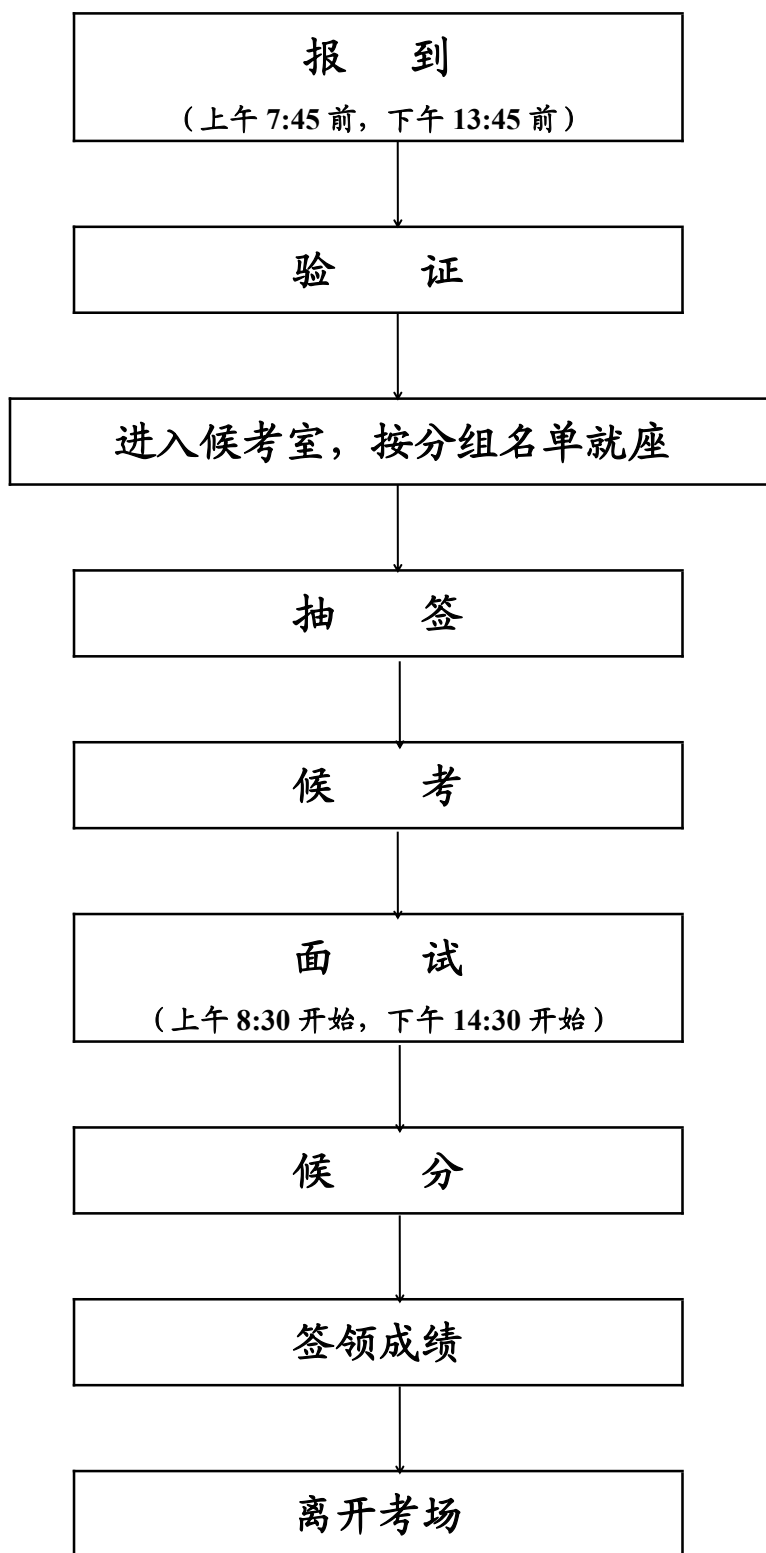 报 到
（上午 7:45 前，下午 13:45 前）
验 证
进入候考室，按分组名单就座
抽 签
候 考
面 试
（上午 8:30 开始，下午 14:30 开始）
候 分
签领成绩
离开考场